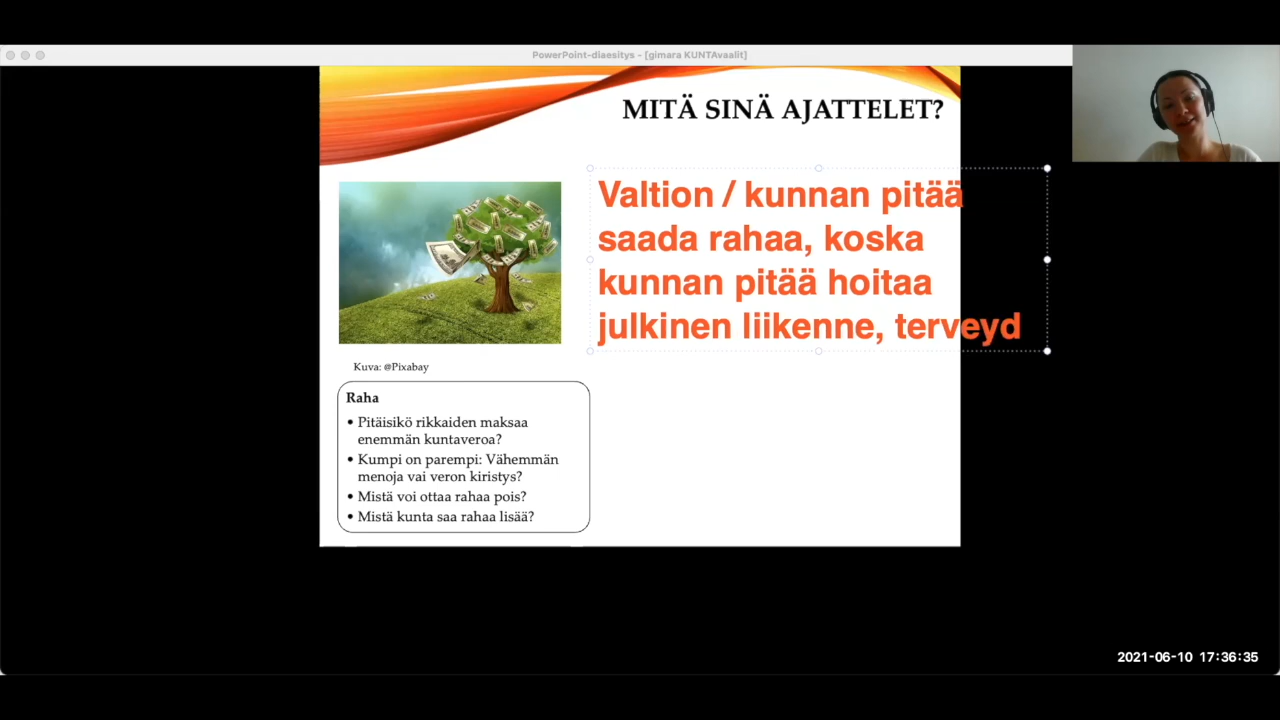 PowerPoint-diaesitys - [gimara KUNTAvaalit]
MITÄ SINÄ AJATTELET?
Valtion / kunnan pitää
saada rahaa, koska
kunnan pitää hoitaa
julkinen liikenne, terveyd
Kuva: @Pixabay
Raha
• Pitäisikö rikkaiden maksaa
enemmän kuntaveroa?
• Kumpi on parempi: Vähemmän
menoja vai veron kiristys?
• Mistä voi ottaa rahaa pois?
• Mistä kunta saa rahaa lisää?
2021-06-10 17:36:35